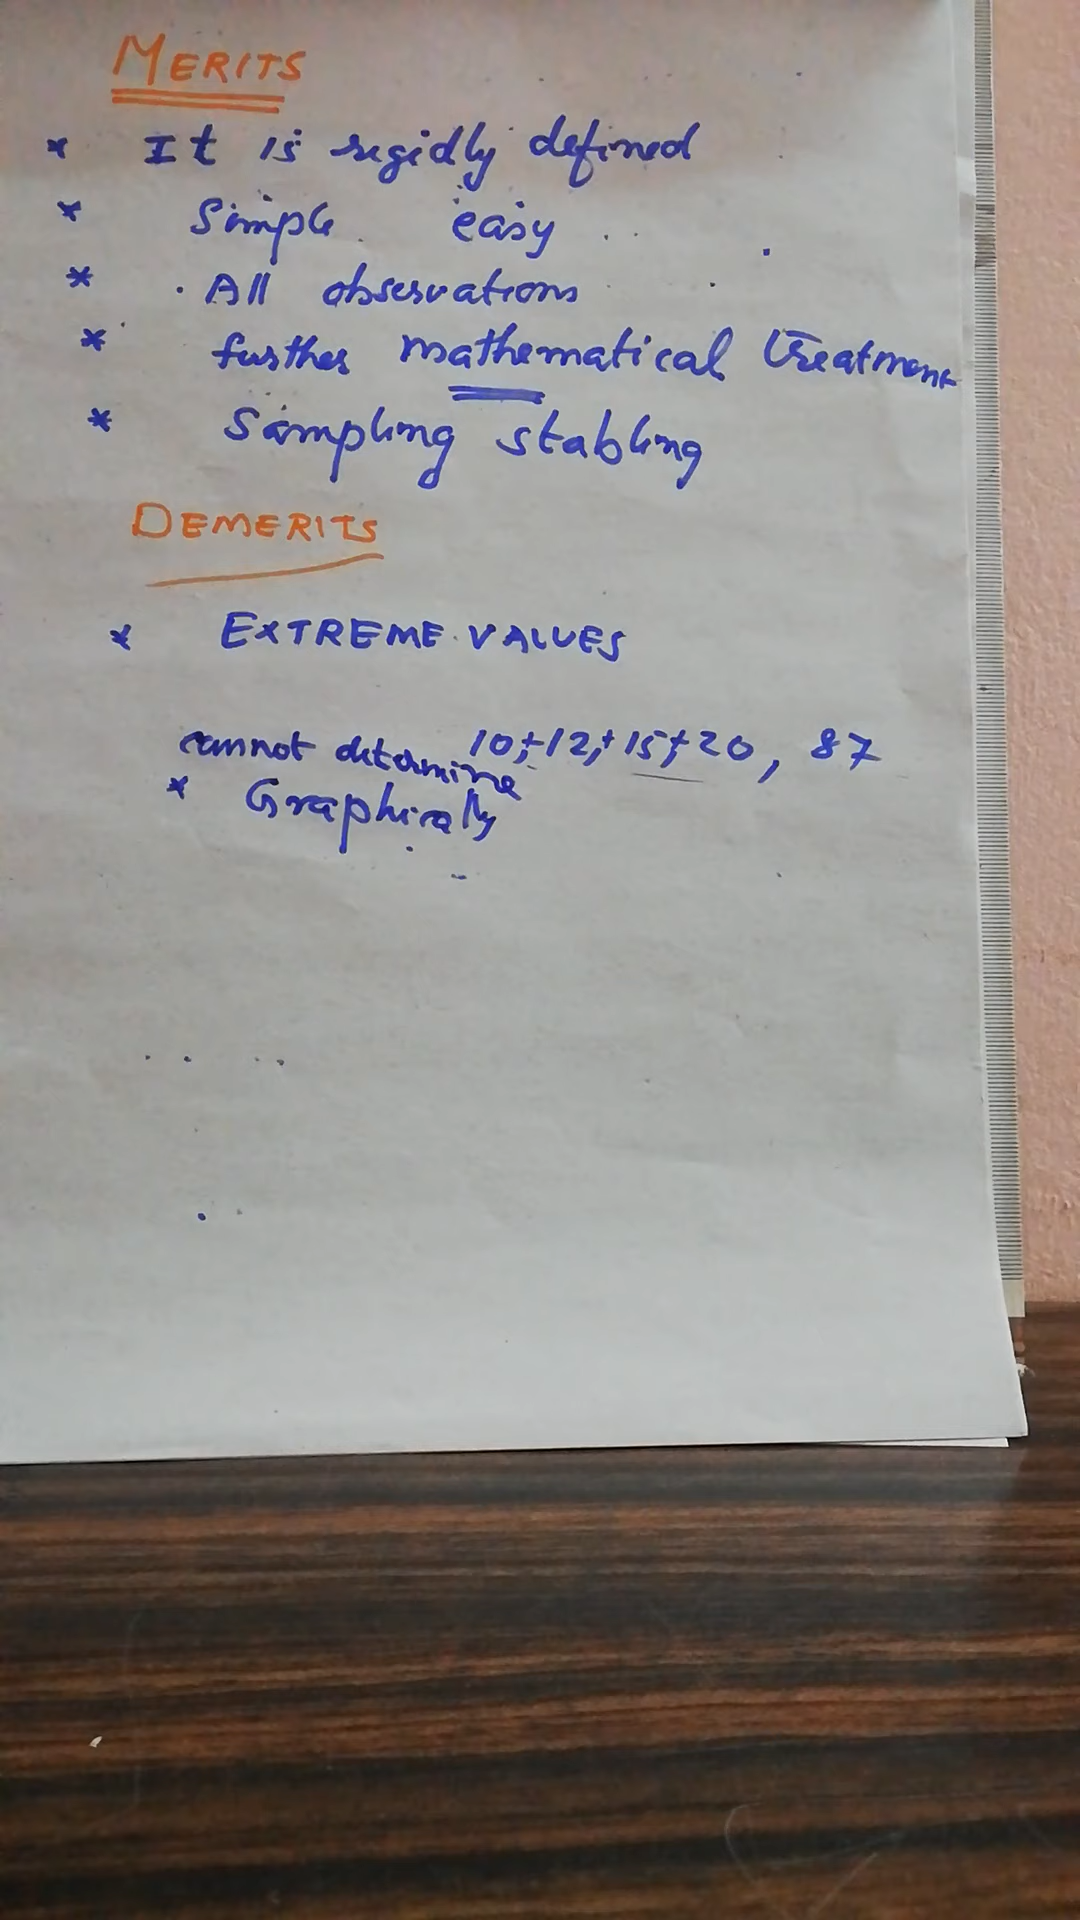 MERITS
* It is rigidly defined
* Simple easy
* All observations
* further mathematical treatment
* Sampling stabling
DEMERITS
* EXTREME VALUES
10,+12,+15,+20, 87
cannot determine
* Graphically